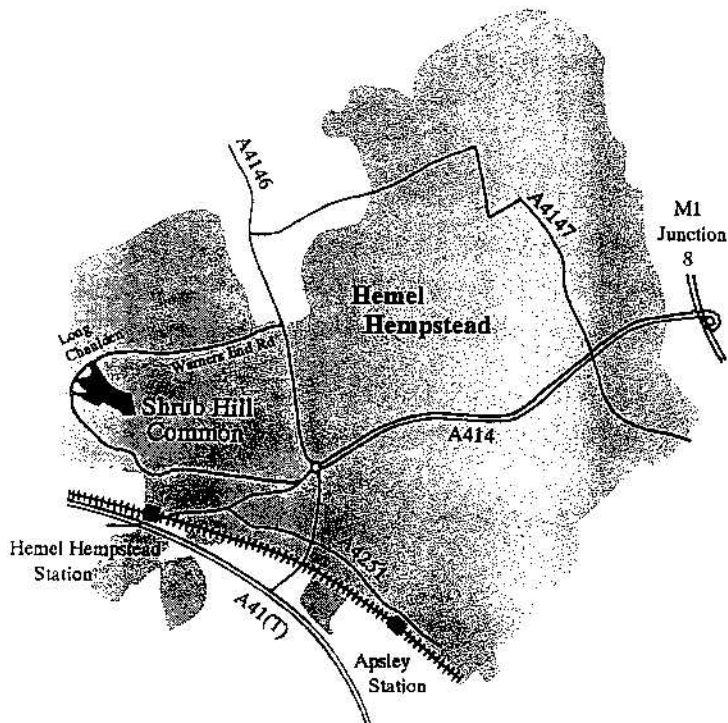 A4146
A4147
M1
Junction
8
Hemel
Hempstead
Long
Chaulden
Warners End Rd
Shrub Hill
Common
A414
Hemel Hempstead
Station
A4251
A41(T)
Apsley
Station